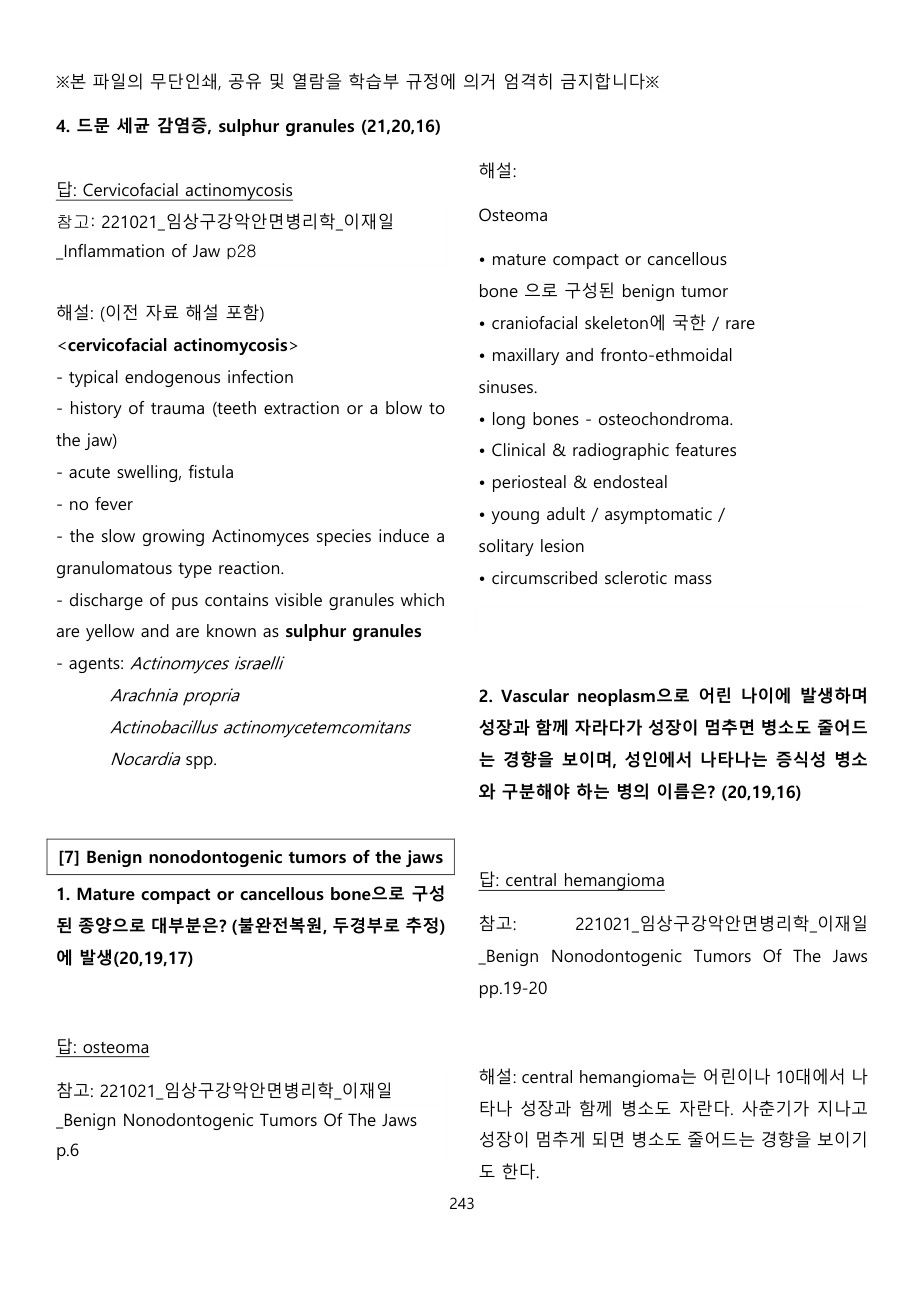 ※본 파일의 무단인쇄, 공유 및 열람을 학습부 규정에 의거 엄격히 금지합니다※
4. 드문 세균 감염증, sulphur granules (21,20,16)
답: Cervicofacial actinomycosis
참고: 221021_임상구강악안면병리학_이재일
_Inflammation of Jaw p28
해설: (이전 자료 해설 포함)
<cervicofacial actinomycosis>
- typical endogenous infection
- history of trauma (teeth extraction or a blow to
the jaw)
- acute swelling, fistula
- no fever
- the slow growing Actinomyces species induce a
granulomatous type reaction.
- discharge of pus contains visible granules which
are yellow and are known as sulphur granules
- agents: Actinomyces israelli
Arachnia propria
Actinobacillus actinomycetemcomitans
Nocardia spp.
[7] Benign nonodontogenic tumors of the jaws
1. Mature compact or cancellous bone으로 구성
된 종양으로 대부분은? (불완전복원, 두경부로 추정)
에 발생(20,19,17)
답: osteoma
참고: 221021_임상구강악안면병리학_이재일
_Benign Nonodontogenic Tumors Of The Jaws
p.6
해설:
Osteoma
• mature compact or cancellous
bone 으로 구성된 benign tumor
• craniofacial skeleton에 국한 / rare
• maxillary and fronto-ethmoidal
sinuses.
• long bones - osteochondroma.
• Clinical & radiographic features
• periosteal & endosteal
• young adult / asymptomatic /
solitary lesion
• circumscribed sclerotic mass
2. Vascular neoplasm으로 어린 나이에 발생하며
성장과 함께 자라다가 성장이 멈추면 병소도 줄어드
는 경향을 보이며, 성인에서 나타나는 증식성 병소
와 구분해야 하는 병의 이름은? (20,19,16)
답: central hemangioma
참고: 221021_임상구강악안면병리학_이재일
_Benign Nonodontogenic Tumors Of The Jaws
pp.19-20
해설: central hemangioma는 어린이나 10대에서 나
타나 성장과 함께 병소도 자란다. 사춘기가 지나고
성장이 멈추게 되면 병소도 줄어드는 경향을 보이기
도 한다.
243